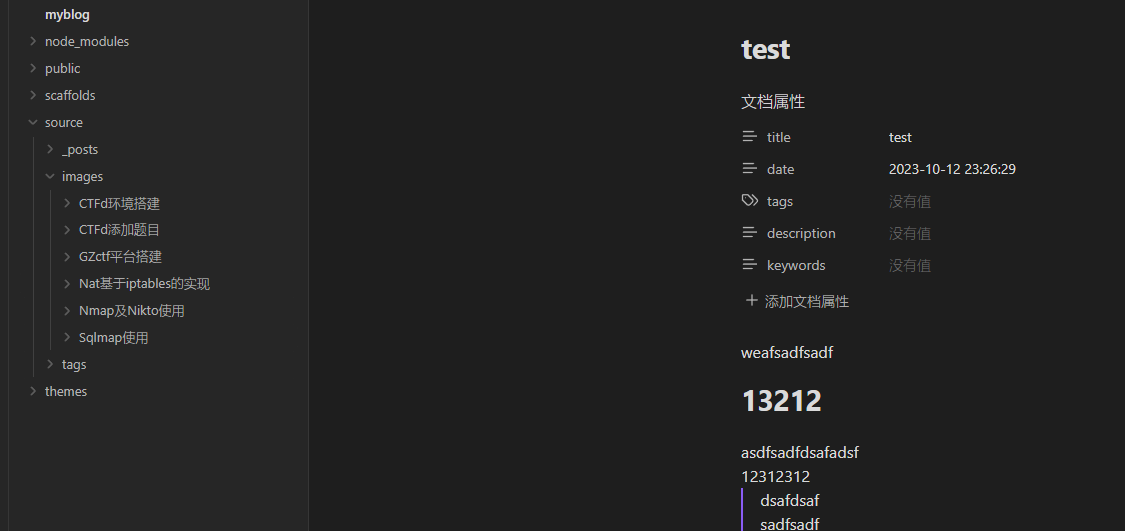 myblog
node_modules
public
scaffolds
source
_posts
images
CTFd环境搭建
CTFd添加题目
GZctf平台搭建
Nat基于iptables的实现
Nmap及Nikto使用
Sqlmap使用
tags
themes
test
文档属性
title test
date 2023-10-12 23:26:29
tags 没有值
description 没有值
keywords 没有值
添加文档属性
weafsadfsadf
13212
asdfsadfdsafadsf
12312312
dsafdsaf
sadfsadf